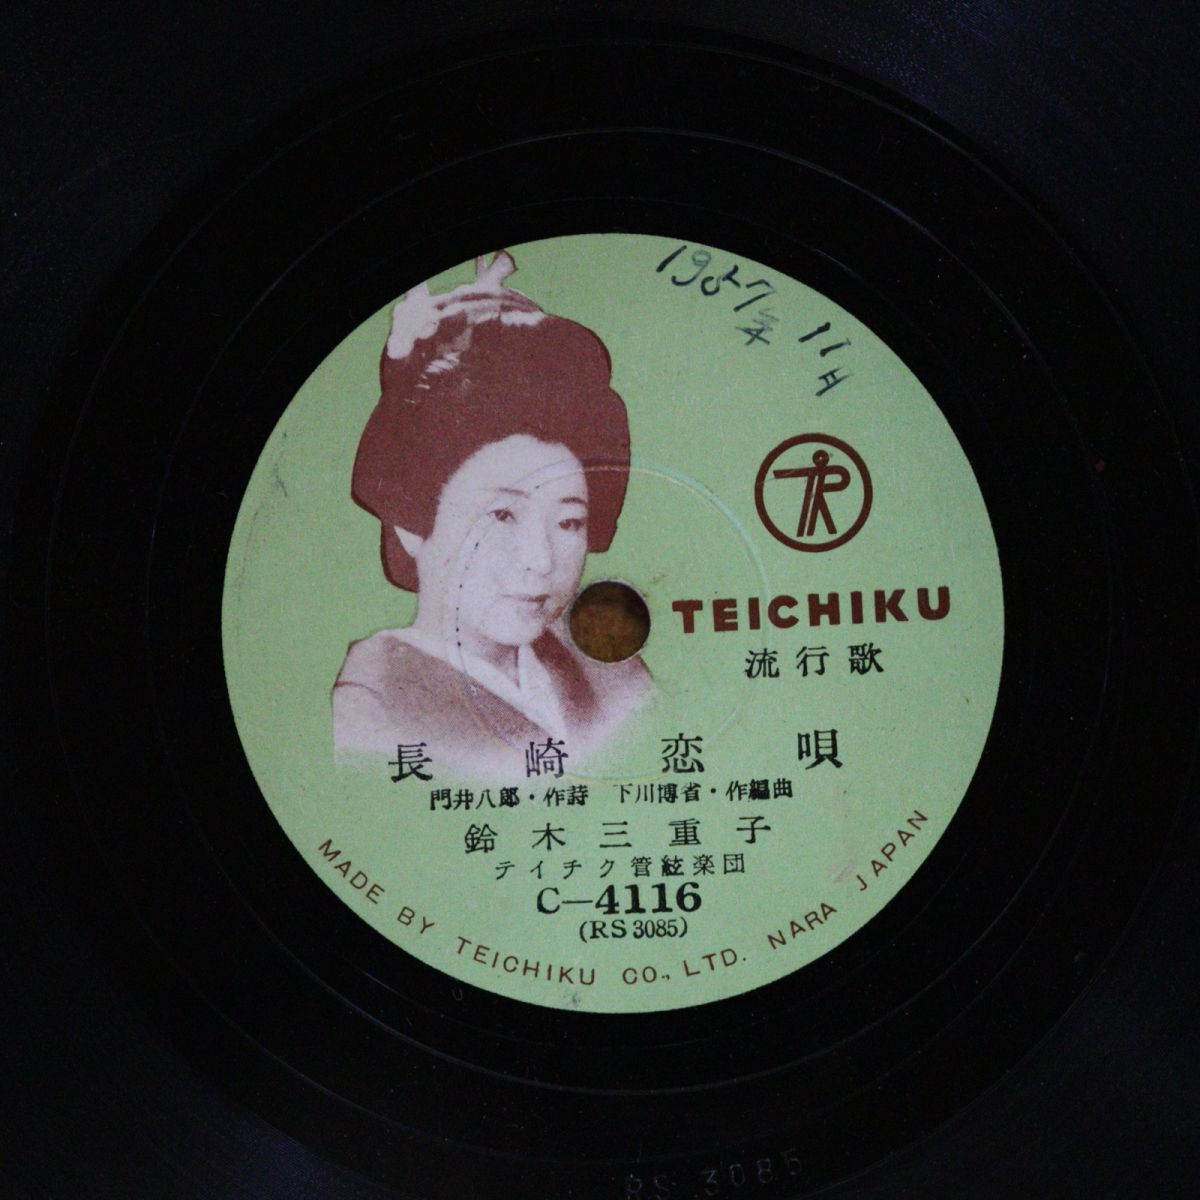 1957年 11月
TEICHIKU
流行歌
長崎恋唄
門井八郎・作詩 下川博省・作編曲
鈴木三重子
テイチク管絃楽団
C-4116
(RS3085)
MADE BY TEICHIKU CO., LTD. NARA JAPAN
RS 3085